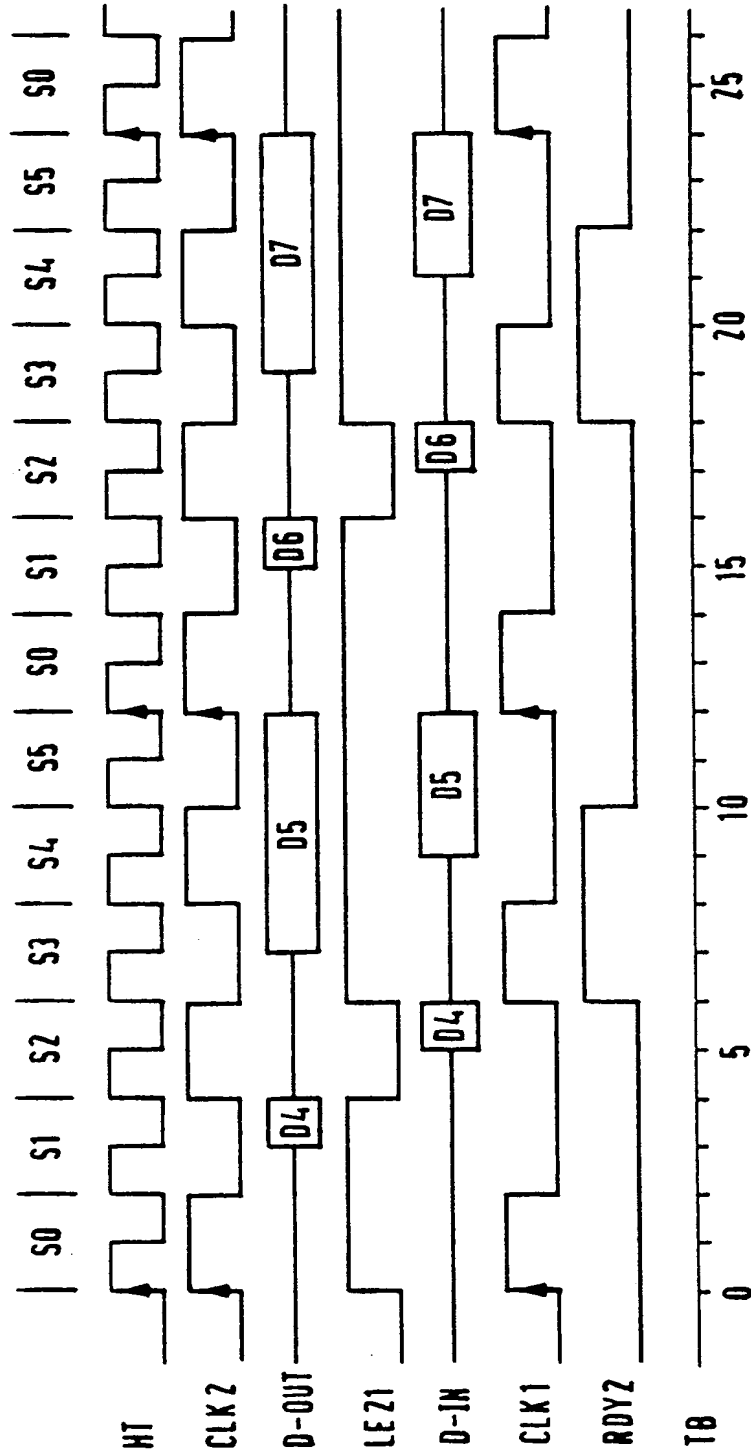 S0 | S1 | S2 | S3 | S4 | S5 | S0 | S1 | S2 | S3 | S4 | S5 | S0
MT
CLK2
D-OUT D4 D5 D6 D7
LE21
D-IN D4 D5 D6 D7
CLK1
RDY2
TB
0 5 10 15 20 25